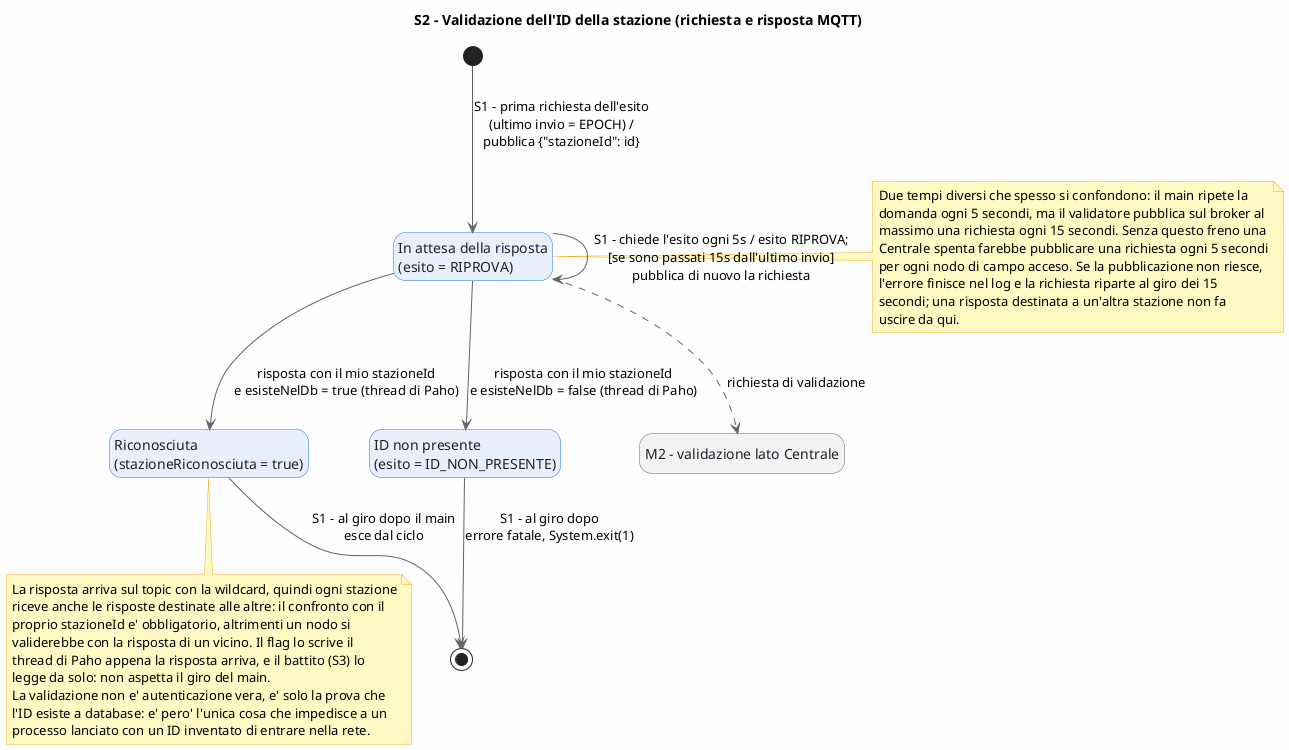 S2 - Validazione dell'ID della stazione (richiesta e risposta MQTT)
S1 - prima richiesta dell'esito
(ultimo invio = EPOCH) /
pubblica {"stazioneId": id}
In attesa della risposta
(esito = RIPROVA)
S1 - chiede l'esito ogni 5s / esito RIPROVA;
[se sono passati 15s dall'ultimo invio]
pubblica di nuovo la richiesta
Due tempi diversi che spesso si confondono: il main ripete la
domanda ogni 5 secondi, ma il validatore pubblica sul broker al
massimo una richiesta ogni 15 secondi. Senza questo freno una
Centrale spenta farebbe pubblicare una richiesta ogni 5 secondi
per ogni nodo di campo acceso. Se la pubblicazione non riesce,
l'errore finisce nel log e la richiesta riparte al giro dei 15
secondi; una risposta destinata a un'altra stazione non fa
uscire da qui.
risposta con il mio stazioneId
e esisteNelDb = true (thread di Paho)
risposta con il mio stazioneId
e esisteNelDb = false (thread di Paho)
richiesta di validazione
Riconosciuta
(stazioneRiconosciuta = true)
ID non presente
(esito = ID_NON_PRESENTE)
M2 - validazione lato Centrale
S1 - al giro dopo il main
esce dal ciclo
S1 - al giro dopo
errore fatale, System.exit(1)
La risposta arriva sul topic con la wildcard, quindi ogni stazione
riceve anche le risposte destinate alle altre: il confronto con il
proprio stazioneId e' obbligatorio, altrimenti un nodo si
validerebbe con la risposta di un vicino. Il flag lo scrive il
thread di Paho appena la risposta arriva, e il battito (S3) lo
legge da solo: non aspetta il giro del main.
La validazione non e' autenticazione vera, e' solo la prova che
l'ID esiste a database: e' pero' l'unica cosa che impedisce a un
processo lanciato con un ID inventato di entrare nella rete.